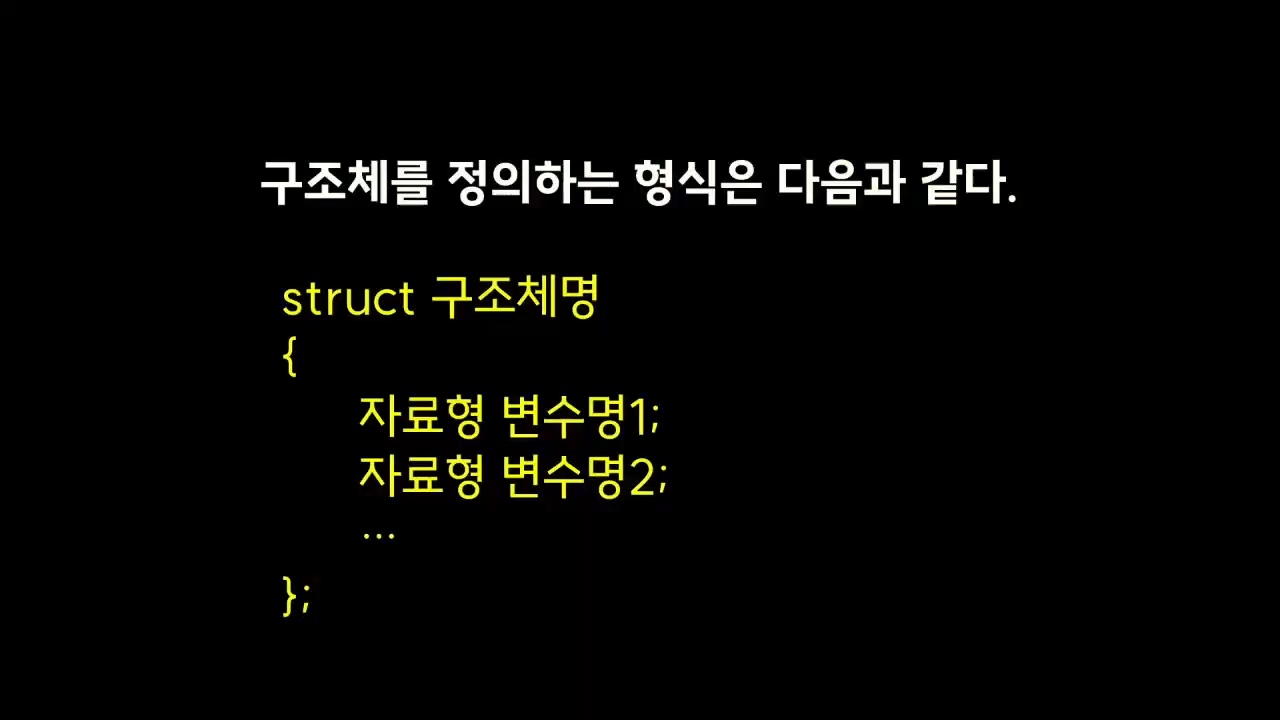 구조체를 정의하는 형식은 다음과 같다.
struct 구조체명
{
자료형 변수명1;
자료형 변수명2;
...
};